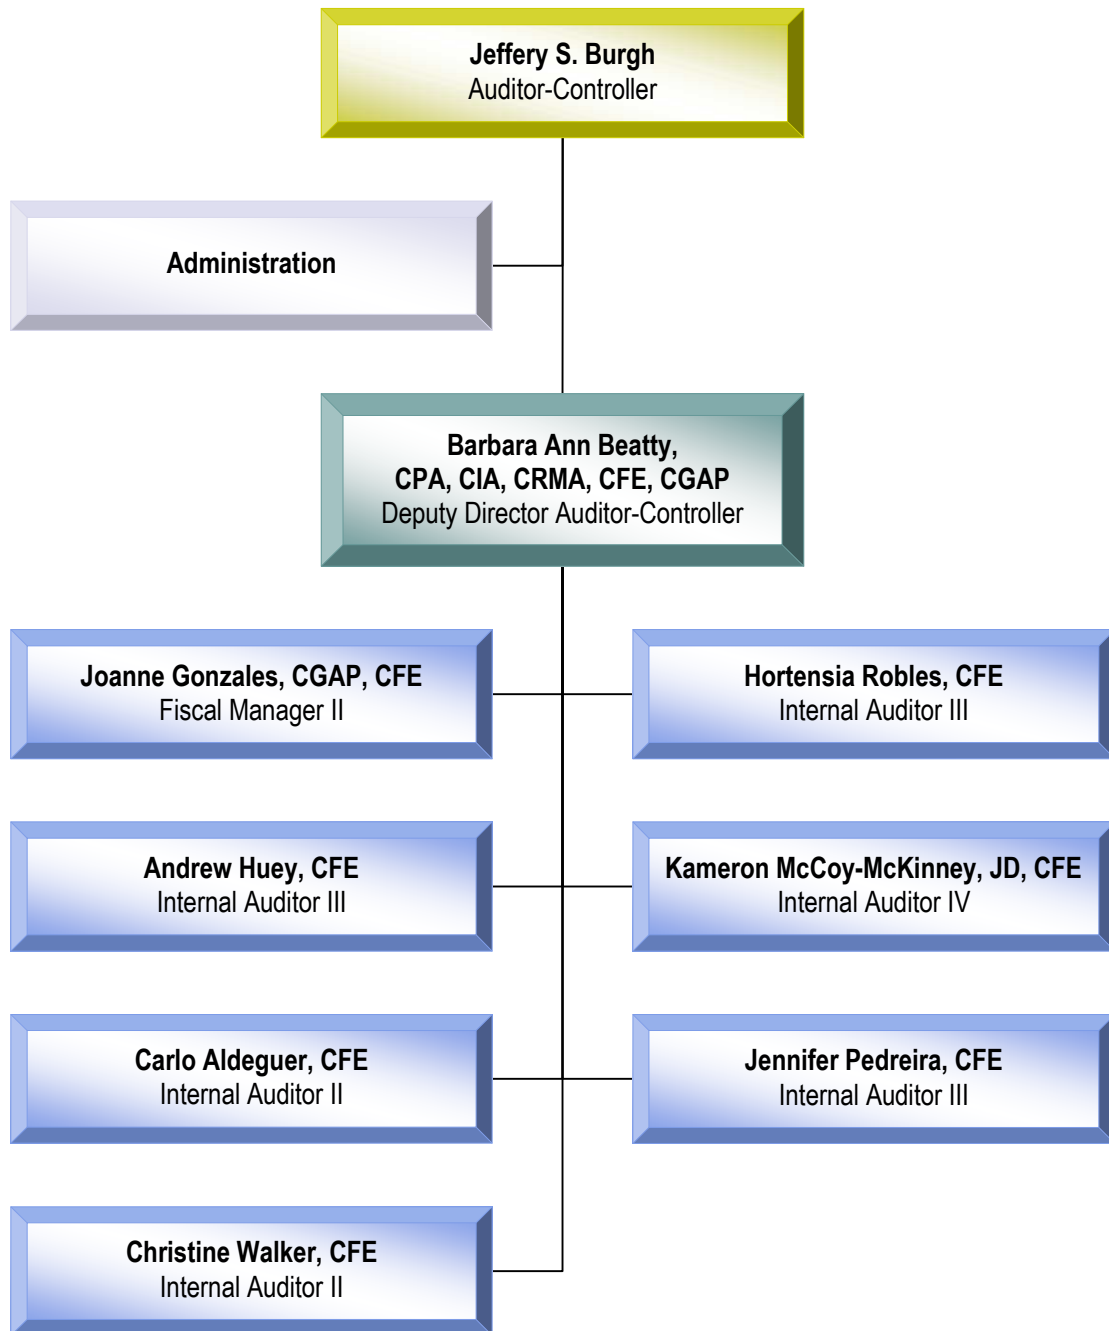 Jeffery S. Burgh
Auditor-Controller
Administration
Barbara Ann Beatty,
CPA, CIA, CRMA, CFE, CGAP
Deputy Director Auditor-Controller
Joanne Gonzales, CGAP, CFE
Fiscal Manager II
Hortensia Robles, CFE
Internal Auditor III
Andrew Huey, CFE
Internal Auditor III
Kameron McCoy-McKinney, JD, CFE
Internal Auditor IV
Carlo Aldeguer, CFE
Internal Auditor II
Jennifer Pedreira, CFE
Internal Auditor III
Christine Walker, CFE
Internal Auditor II